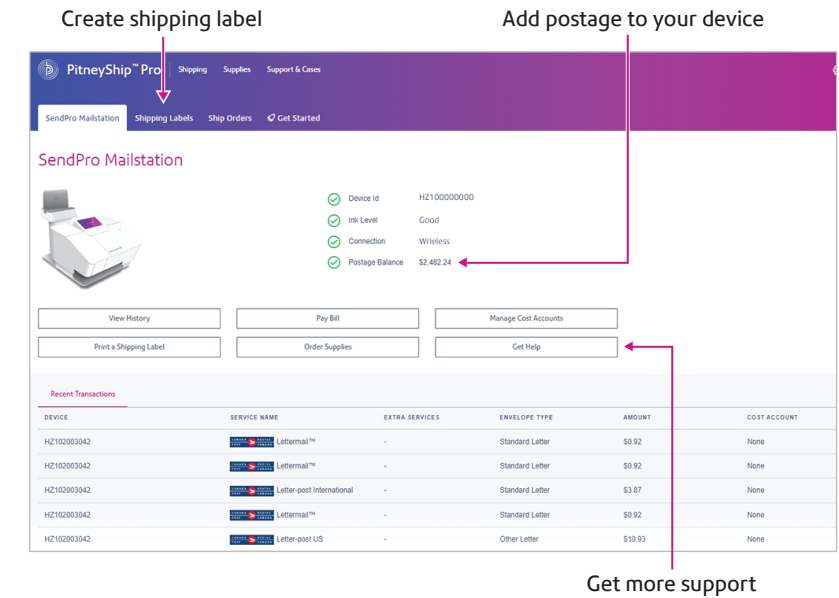 Create shipping label
Add postage to your device
PitneyShip™ Pro Shipping Supplies Support & Cases
SendPro Mailstation Shipping Labels Ship Orders Get Started
SendPro Mailstation
Device Id HZ100000000
Ink Level Good
Connection Wrieless
Postage Balance $2,482.24
View History Pay Bill Manage Cost Accounts
Print a Shipping Label Order Supplies Get Help
Recent Transactions
DEVICE SERVICE NAME EXTRA SERVICES ENVELOPE TYPE AMOUNT COST ACCOUNT
HZ102003042 Lettermail™ - Standard Letter $0.92 None
HZ102003042 Lettermail™ - Standard Letter $0.92 None
HZ102003042 Letter-post International - Standard Letter $3.87 None
HZ102003042 Lettermail™ - Standard Letter $0.92 None
HZ102003042 Letter-post US - Other Letter $10.93 None
Get more support